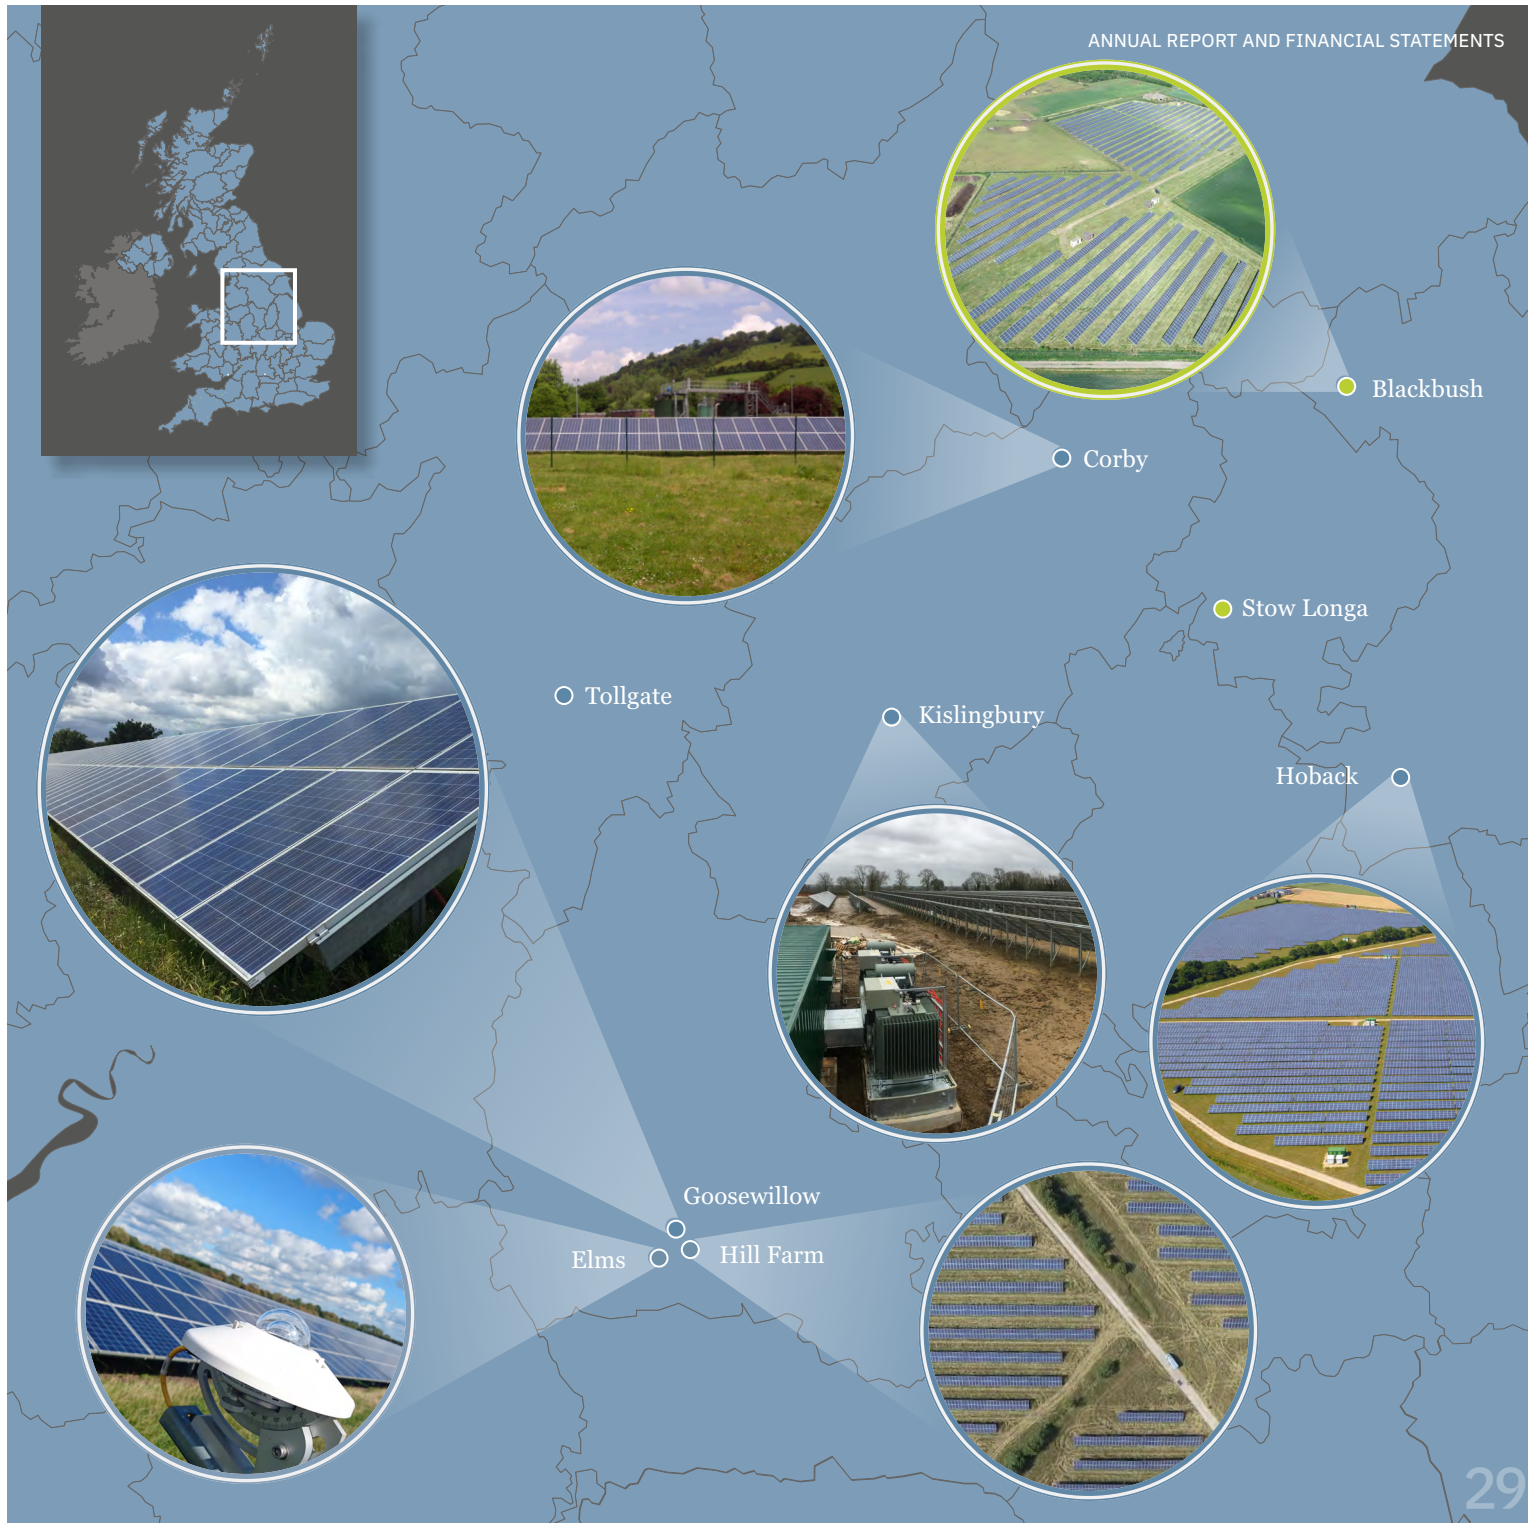 ANNUAL REPORT AND FINANCIAL STATEMENTS
Blackbush
Corby
Stow Longa
Tollgate
Kislingbury
Hoback
Goosewillow
Elms
Hill Farm
29